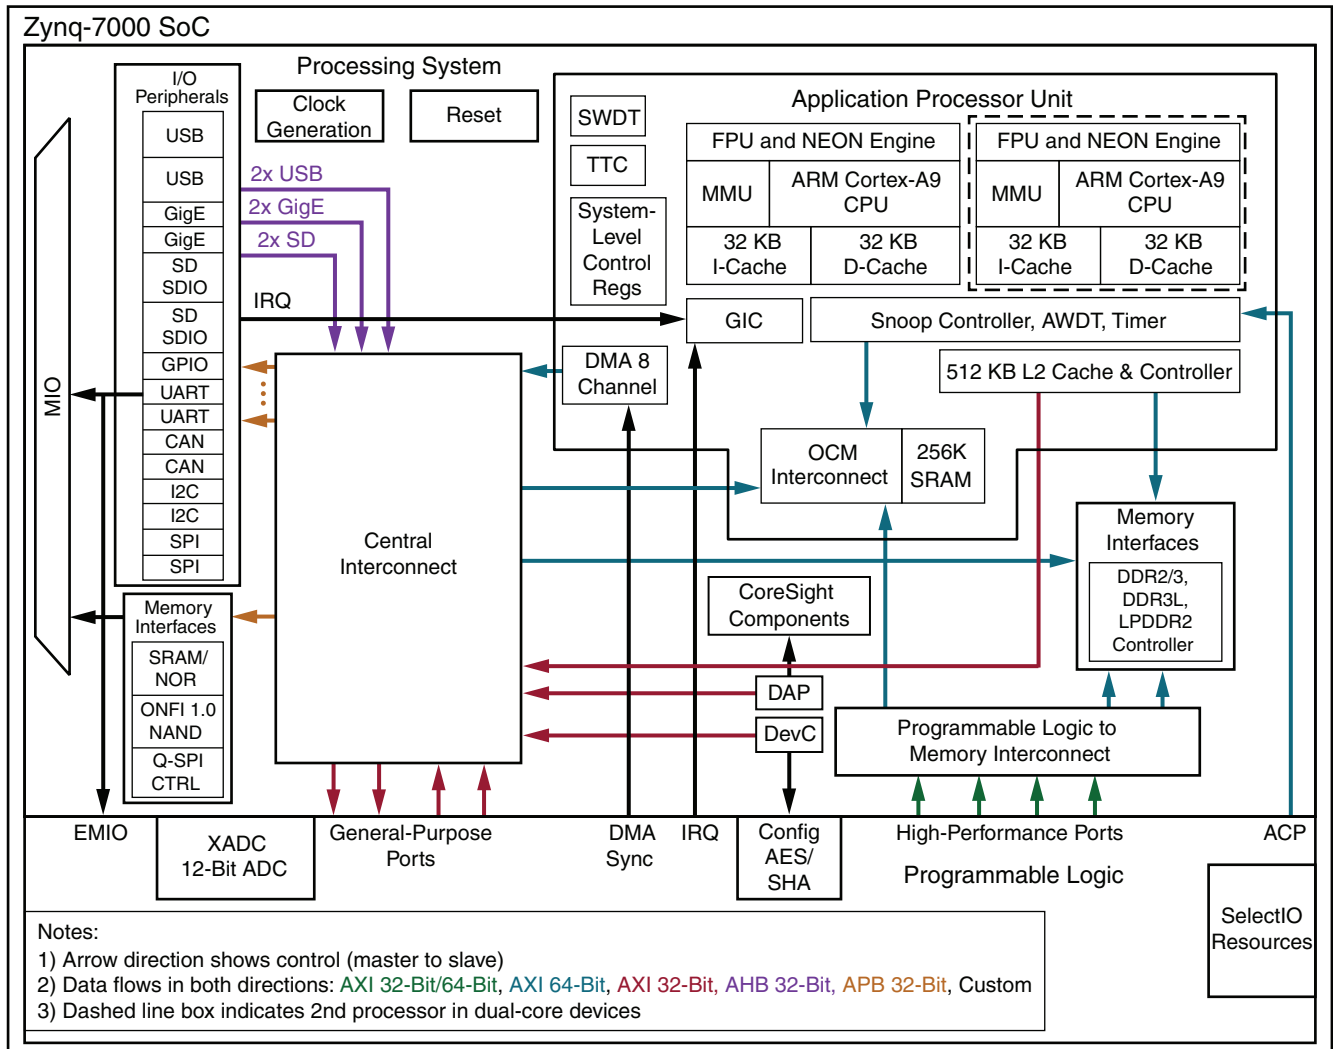 Zynq-7000 SoC
Processing System
I/O
Peripherals
USB
USB
GigE
GigE
SD
SDIO
SD
SDIO
GPIO
UART
UART
CAN
CAN
I2C
I2C
SPI
SPI
MIO
Clock
Generation
Reset
2x USB
2x GigE
2x SD
IRQ
Application Processor Unit
SWDT
TTC
System-
Level
Control
Regs
FPU and NEON Engine
MMU
ARM Cortex-A9
CPU
32 KB
I-Cache
32 KB
D-Cache
FPU and NEON Engine
MMU
ARM Cortex-A9
CPU
32 KB
I-Cache
32 KB
D-Cache
GIC
Snoop Controller, AWDT, Timer
DMA 8
Channel
512 KB L2 Cache & Controller
OCM
Interconnect
256K
SRAM
Central
Interconnect
Memory
Interfaces
DDR2/3,
DDR3L,
LPDDR2
Controller
CoreSight
Components
DAP
DevC
Programmable Logic to
Memory Interconnect
Memory
Interfaces
SRAM/
NOR
ONFI 1.0
NAND
Q-SPI
CTRL
EMIO
XADC
12-Bit ADC
General-Purpose
Ports
DMA
Sync
IRQ
Config
AES/
SHA
High-Performance Ports
ACP
Programmable Logic
SelectIO
Resources
Notes:
1) Arrow direction shows control (master to slave)
2) Data flows in both directions: AXI 32-Bit/64-Bit, AXI 64-Bit, AXI 32-Bit, AHB 32-Bit, APB 32-Bit, Custom
3) Dashed line box indicates 2nd processor in dual-core devices